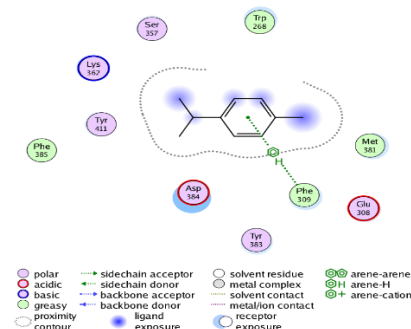 Ser
357
Trp
268
Lys
362
Tyr
411
Phe
385
Met
381
H
Asp
384
Phe
309
Glu
308
Tyr
383
polar
sidechain acceptor
solvent residue
arene-arene
acidic
sidechain donor
metal complex
H arene-H
basic
backbone acceptor
solvent contact
+ arene-cation
greasy
backbone donor
metal/ion contact
proximity
contour
ligand
exposure
receptor
exposure